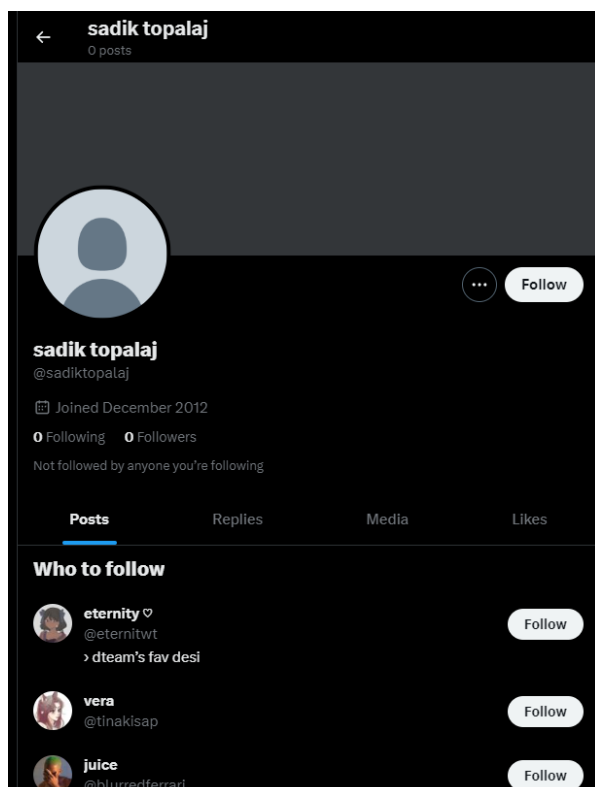 sadik topalaj
0 posts
Follow
sadik topalaj
@sadiktopalaj
Joined December 2012
0 Following 0 Followers
Not followed by anyone you're following
Posts Replies Media Likes
Who to follow
eternity ♡
@eternitwt
› dteam's fav desi
Follow
vera
@tinakisap
Follow
juice
@blurredferrari
Follow